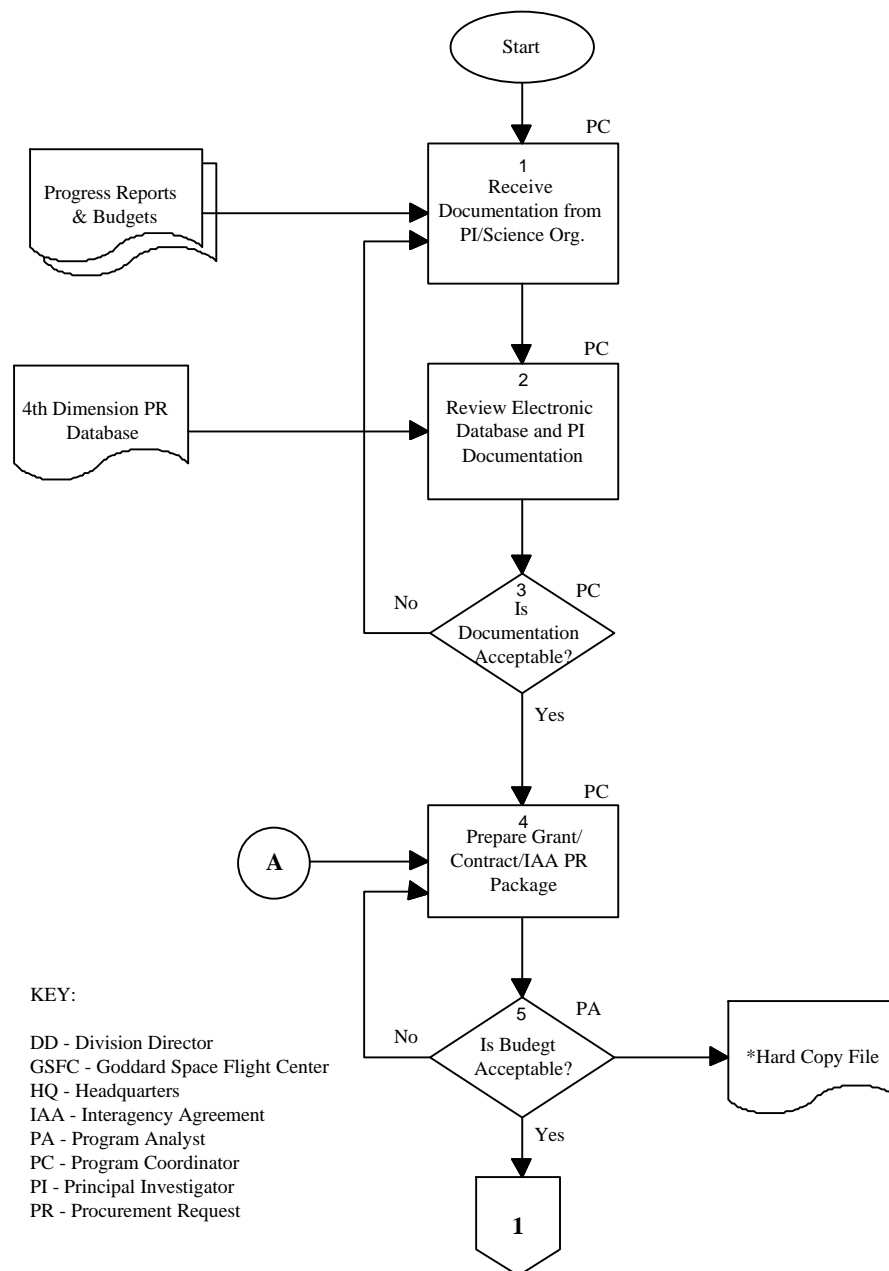 Start
PC
1
Receive
Documentation from
PI/Science Org.
Progress Reports
& Budgets
PC
2
Review Electronic
Database and PI
Documentation
4th Dimension PR
Database
PC
3
Is
Documentation
Acceptable?
No
Yes
PC
4
Prepare Grant/
Contract/IAA PR
Package
A
PA
5
Is Budegt
Acceptable?
No
*Hard Copy File
Yes
1
KEY:
DD - Division Director
GSFC - Goddard Space Flight Center
HQ - Headquarters
IAA - Interagency Agreement
PA - Program Analyst
PC - Program Coordinator
PI - Principal Investigator
PR - Procurement Request